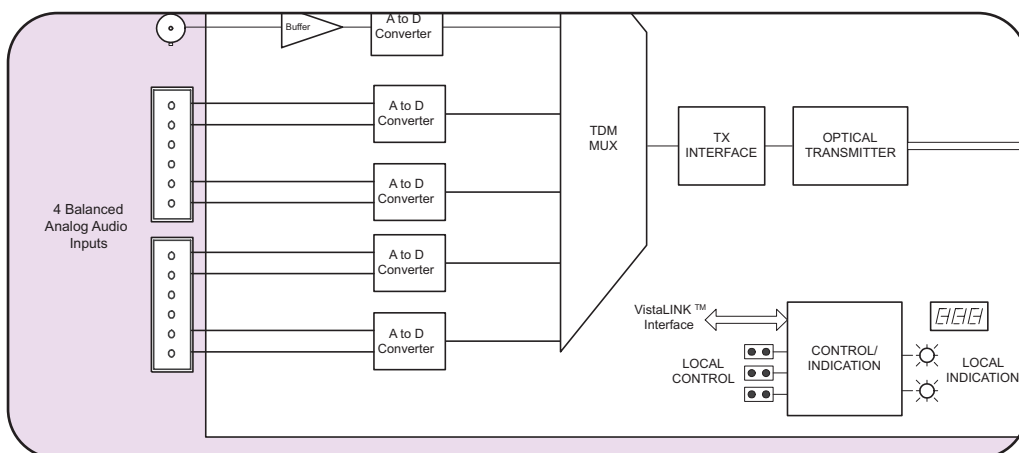 Buffer
A to D
Converter
A to D
Converter
TDM
MUX
TX
INTERFACE
OPTICAL
TRANSMITTER
A to D
Converter
4 Balanced
Analog Audio
Inputs
A to D
Converter
VistaLINK ™
Interface
A to D
Converter
LOCAL
CONTROL
CONTROL/
INDICATION
LOCAL
INDICATION